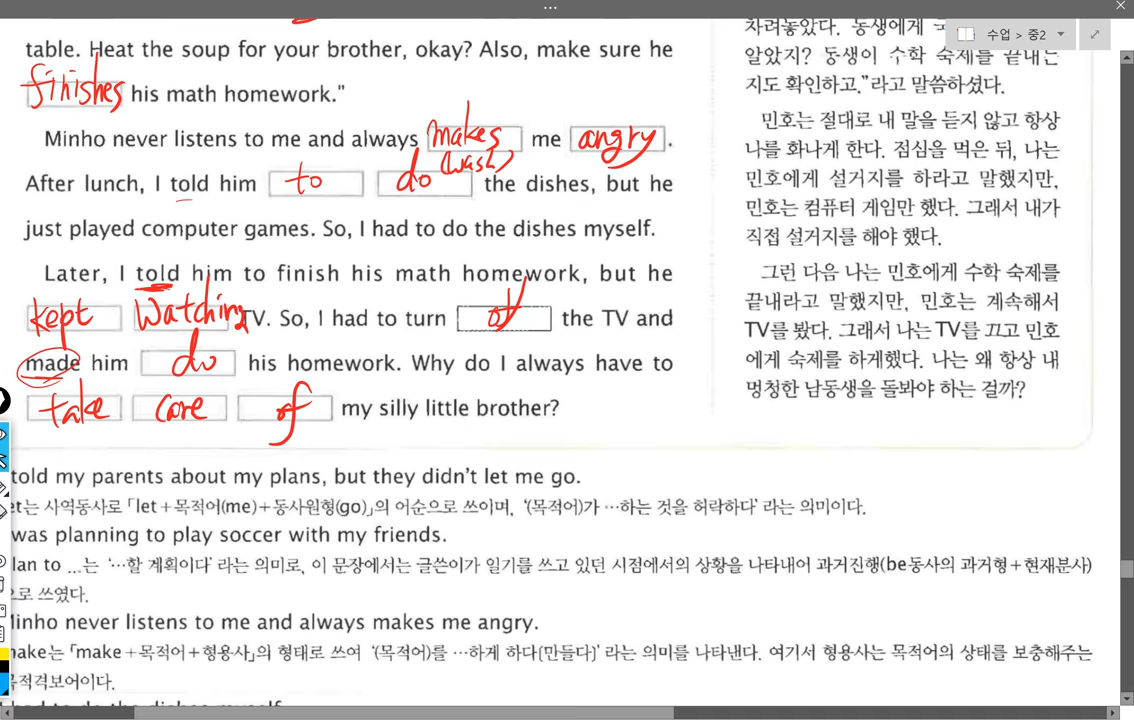 수업 > 중2
table. Heat the soup for your brother, okay? Also, make sure he
finishes his math homework."
Minho never listens to me and always makes me angry.
(wash)
After lunch, I told him to do the dishes, but he
just played computer games. So, I had to do the dishes myself.
Later, I told him to finish his math homework, but he
kept watching TV. So, I had to turn of the TV and
made him do his homework. Why do I always have to
take care of my silly little brother?
차려놓았다. 동생에게
알았지? 동생이 수학 숙제를 끝내는
지도 확인하고."라고 말씀하셨다.
민호는 절대로 내 말을 듣지 않고 항상
나를 화나게 한다. 점심을 먹은 뒤, 나는
민호에게 설거지를 하라고 말했지만,
민호는 컴퓨터 게임만 했다. 그래서 내가
직접 설거지를 해야 했다.
그런 다음 나는 민호에게 수학 숙제를
끝내라고 말했지만, 민호는 계속해서
TV를 봤다. 그래서 나는 TV를 끄고 민호
에게 숙제를 하게했다. 나는 왜 항상 내
멍청한 남동생을 돌봐야 하는 걸까?
told my parents about my plans, but they didn't let me go.
et는 사역동사로 「let+목적어(me)+동사원형(go)」의 어순으로 쓰이며, '(목적어)가 …하는 것을 허락하다' 라는 의미이다.
was planning to play soccer with my friends.
lan to …는 '…할 계획이다' 라는 의미로, 이 문장에서는 글쓴이가 일기를 쓰고 있던 시점에서의 상황을 나타내어 과거진행(be동사의 과거형+현재분사)
으로 쓰였다.
Minho never listens to me and always makes me angry.
make는 「make+목적어+형용사」의 형태로 쓰여 '(목적어)를 …하게 하다[만들다]' 라는 의미를 나타낸다. 여기서 형용사는 목적어의 상태를 보충해주는
목적격보어이다.
had to do the dishes myself.